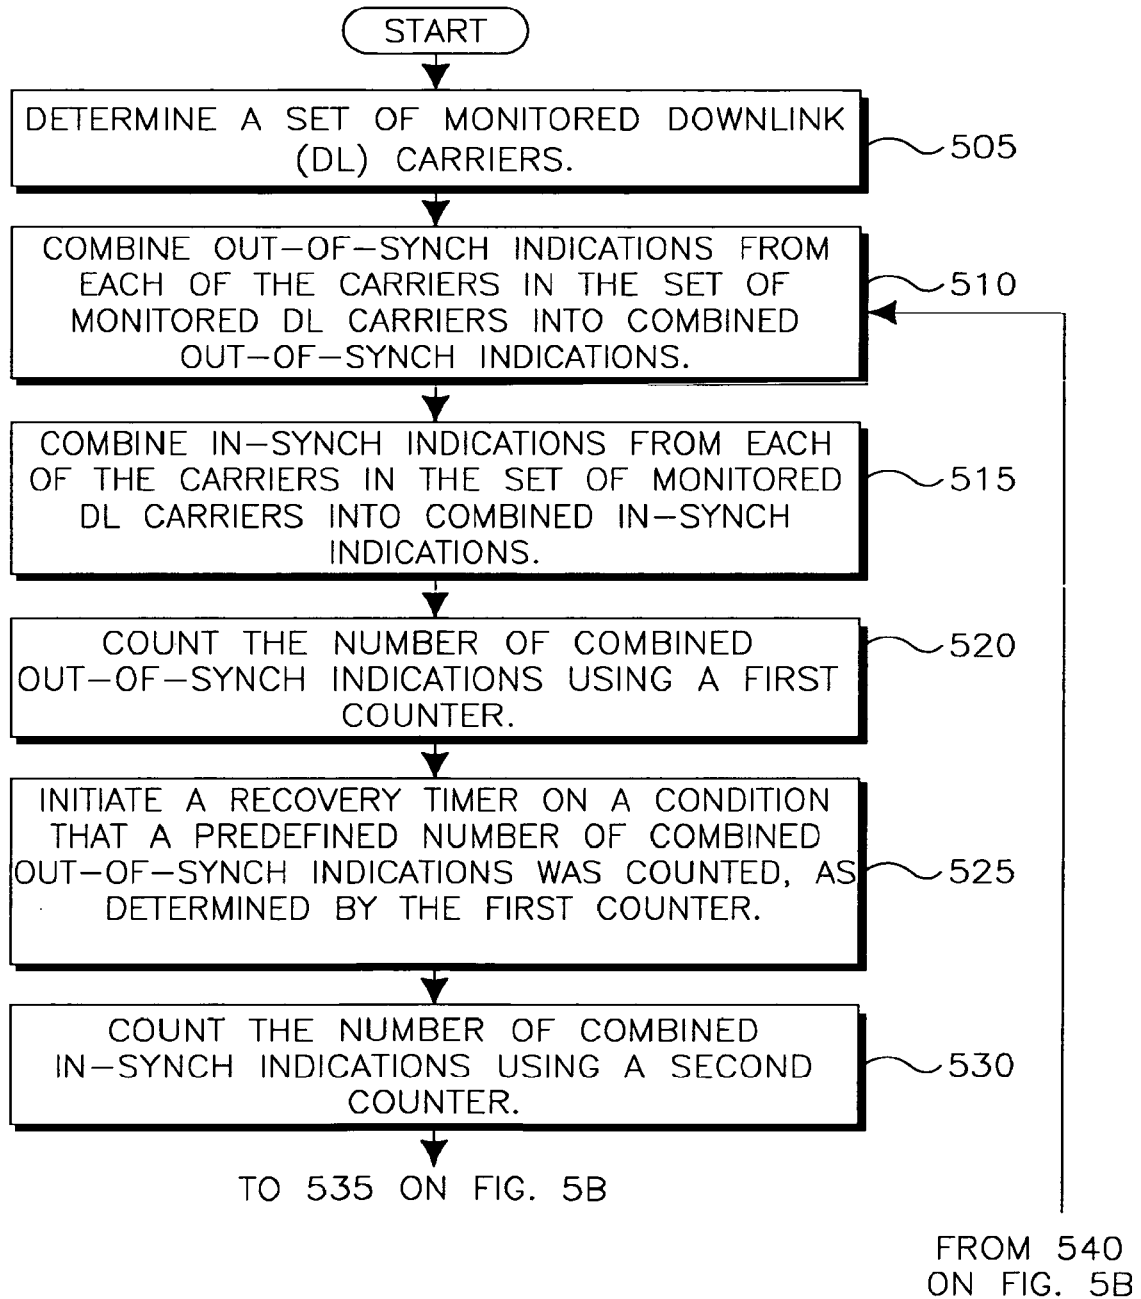 START
DETERMINE A SET OF MONITORED DOWNLINK
(DL) CARRIERS.
505
COMBINE OUT-OF-SYNCH INDICATIONS FROM
EACH OF THE CARRIERS IN THE SET OF
MONITORED DL CARRIERS INTO COMBINED
OUT-OF-SYNCH INDICATIONS.
510
COMBINE IN-SYNCH INDICATIONS FROM EACH
OF THE CARRIERS IN THE SET OF MONITORED
DL CARRIERS INTO COMBINED IN-SYNCH
INDICATIONS.
515
COUNT THE NUMBER OF COMBINED
OUT-OF-SYNCH INDICATIONS USING A FIRST
COUNTER.
520
INITIATE A RECOVERY TIMER ON A CONDITION
THAT A PREDEFINED NUMBER OF COMBINED
OUT-OF-SYNCH INDICATIONS WAS COUNTED, AS
DETERMINED BY THE FIRST COUNTER.
525
COUNT THE NUMBER OF COMBINED
IN-SYNCH INDICATIONS USING A SECOND
COUNTER.
530
TO 535 ON FIG. 5B
FROM 540
ON FIG. 5B